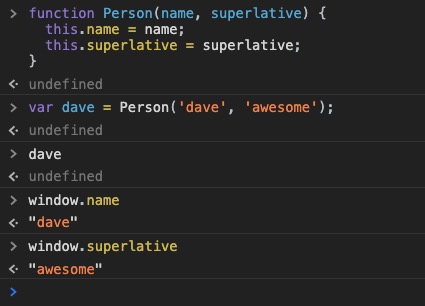 > function Person(name, superlative) {
this.name = name;
this.superlative = superlative;
}
<· undefined
> var dave = Person('dave', 'awesome');
<· undefined
> dave
<· undefined
> window.name
<· "dave"
> window.superlative
<· "awesome"
>